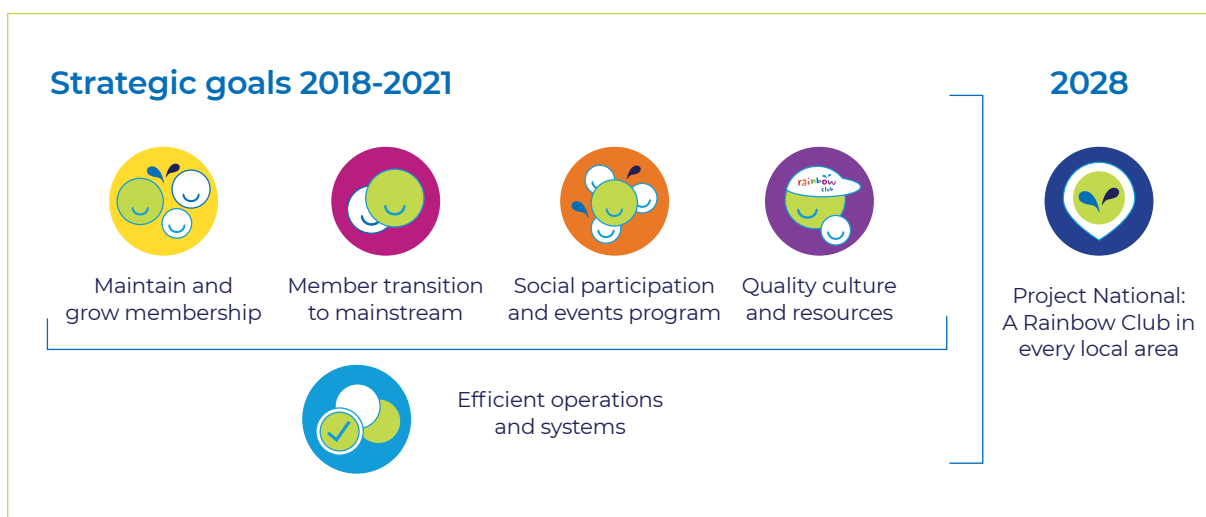 Strategic goals 2018-2021
2028
rainbow
club
Maintain and
grow membership
Member transition
to mainstream
Social participation
and events program
Quality culture
and resources
Project National:
A Rainbow Club in
every local area
Efficient operations
and systems